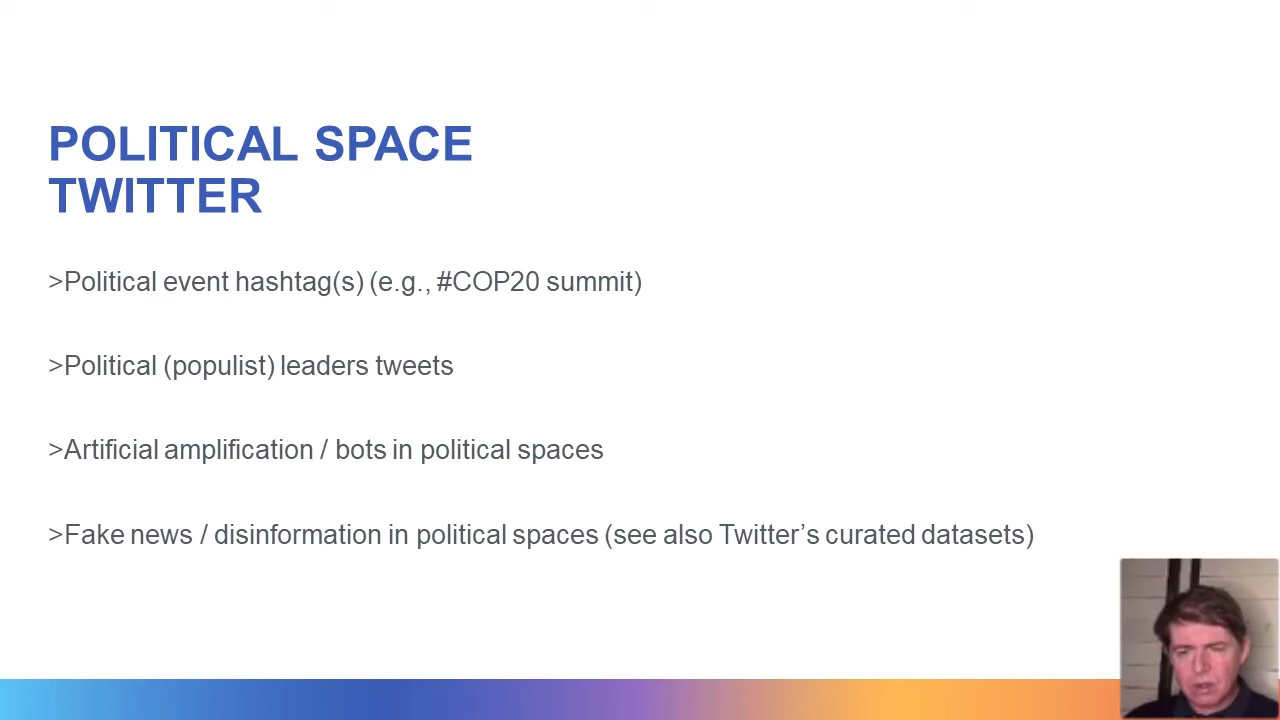 POLITICAL SPACE
TWITTER
>Political event hashtag(s) (e.g., #COP20 summit)
>Political (populist) leaders tweets
>Artificial amplification / bots in political spaces
>Fake news / disinformation in political spaces (see also Twitter’s curated datasets)